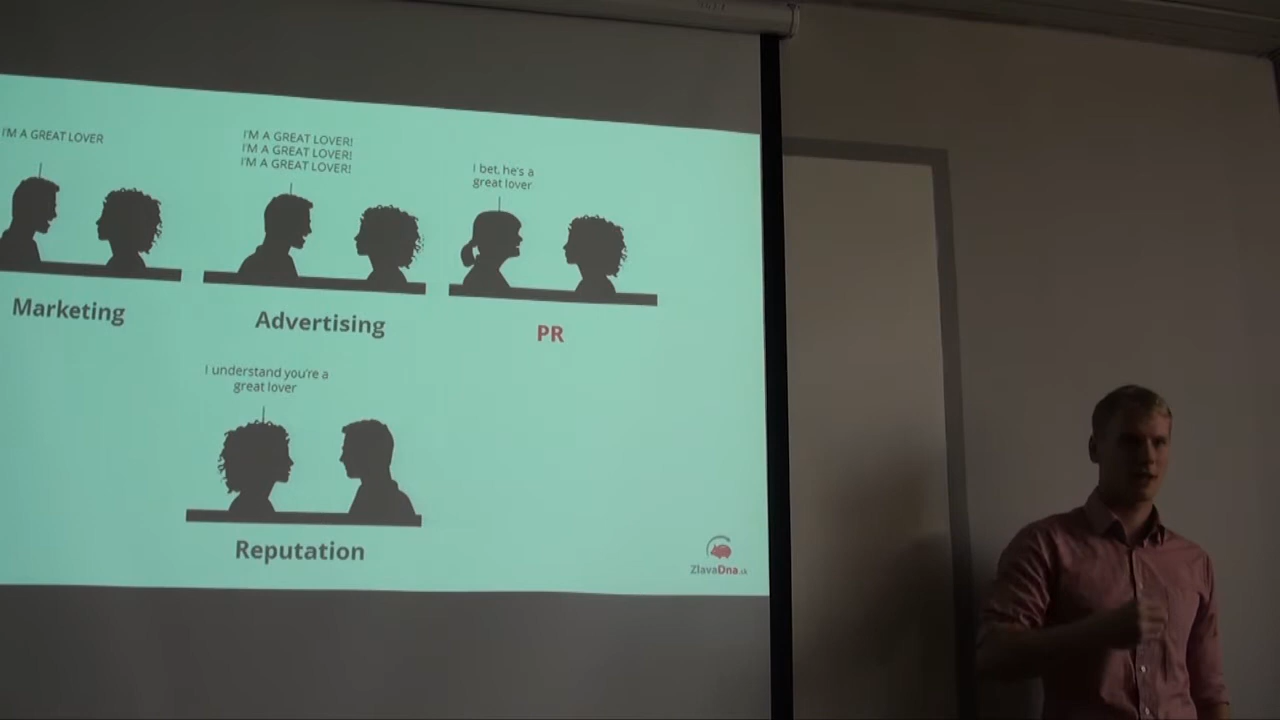 I'M A GREAT LOVER
I'M A GREAT LOVER!
I'M A GREAT LOVER!
I'M A GREAT LOVER!
I bet, he's a
great lover
Marketing
Advertising
PR
I understand you're a
great lover
Reputation
ZlavaDna.sk